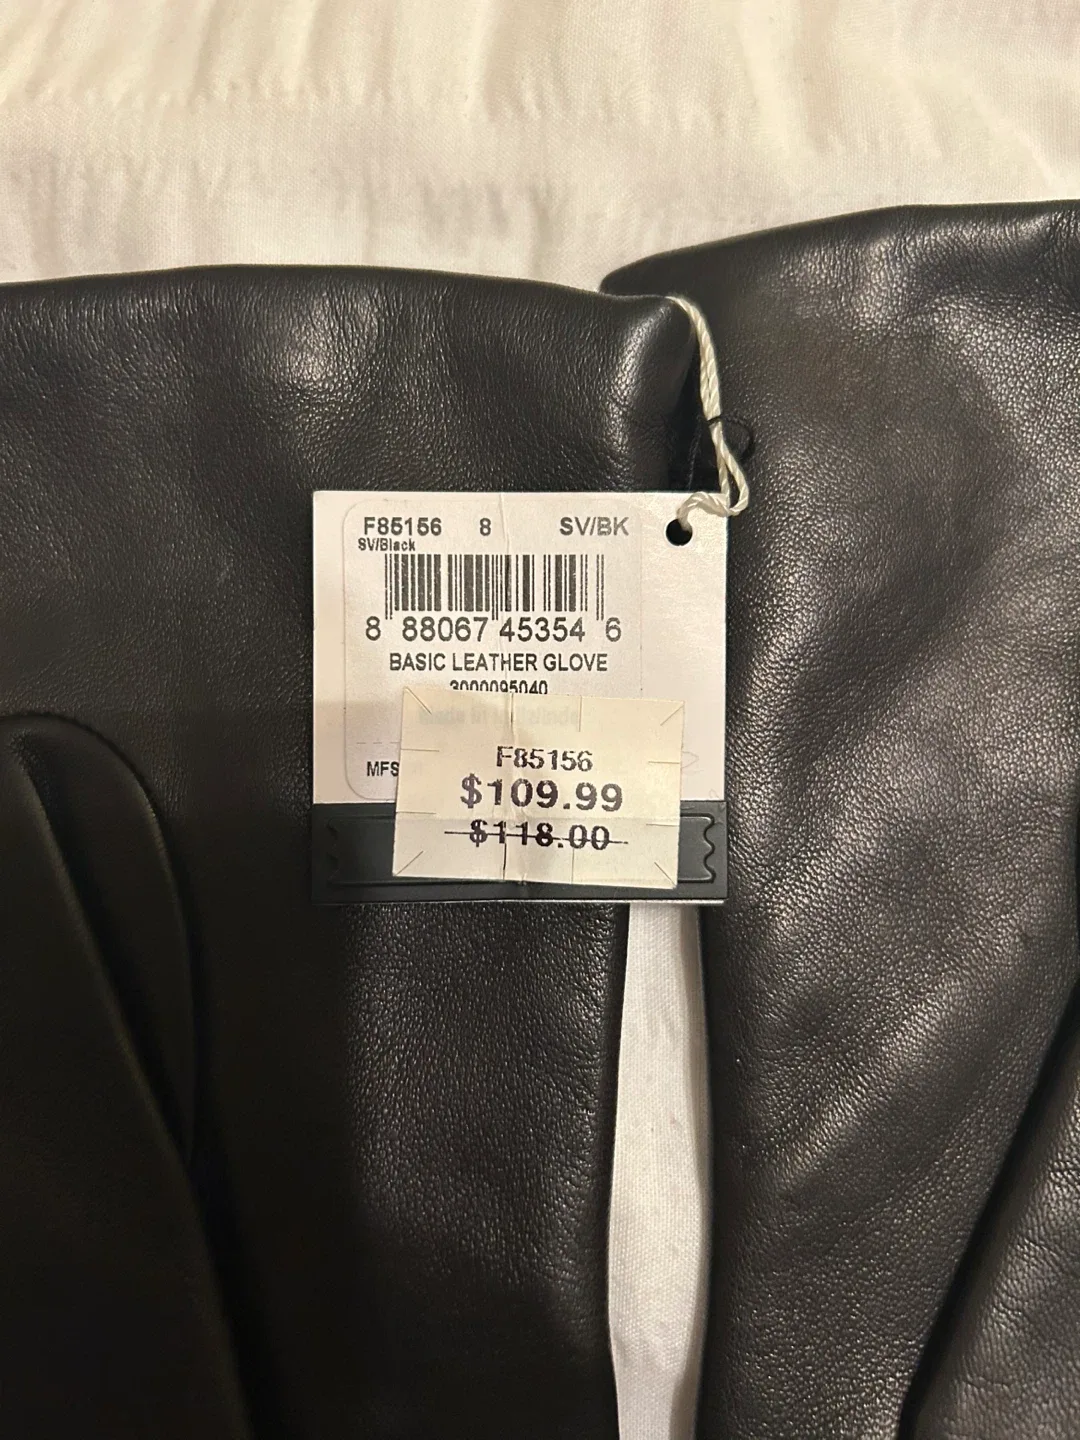 F85156 8 SV/BK
SV/Black
8 88067 45354 6
BASIC LEATHER GLOVE
3000095040
MFS
F85156
$109.99
$118.00